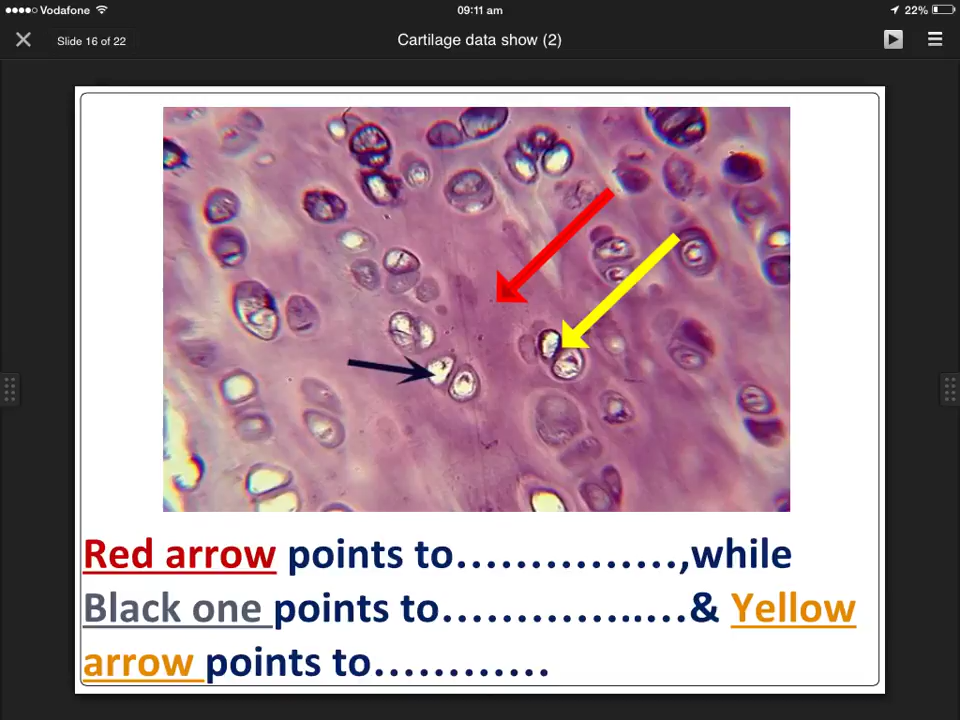 Vodafone
09:11 am
22%
Slide 16 of 22
Cartilage data show (2)
Red arrow points to……………,while
Black one points to…………..…& Yellow
arrow points to…………